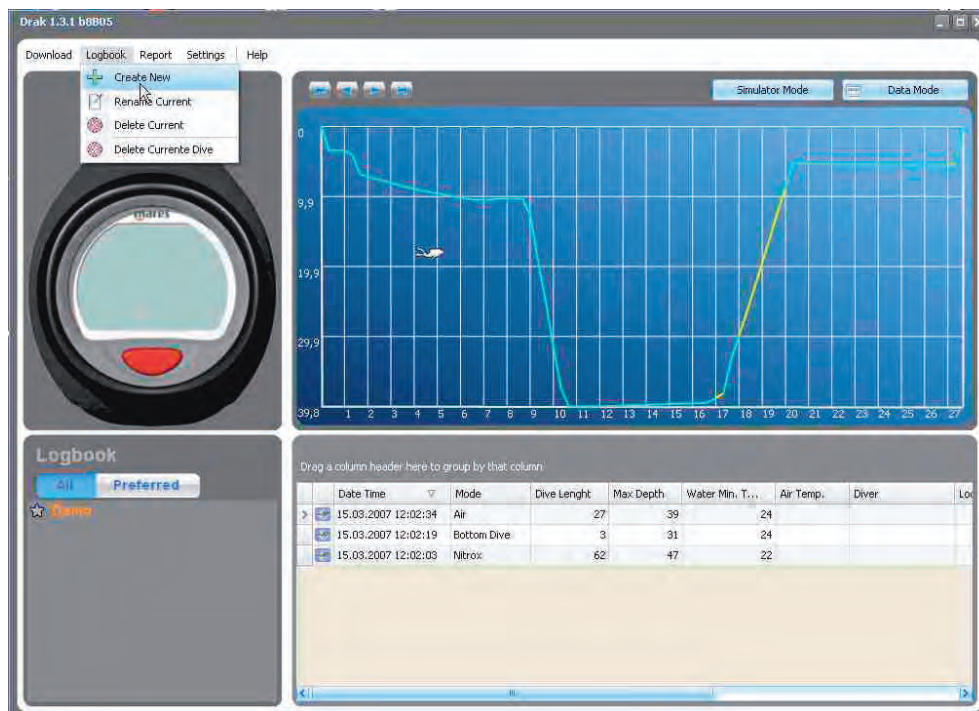 Drak 1.3.1 b8B05
Download Logbook Report Settings Help
Create New
Rename Current
Delete Current
Delete Currente Dive
mares
Simulator Mode
Data Mode
0
9,9
19,9
29,9
39,8
1 2 3 4 5 6 7 8 9 10 11 12 13 14 15 16 17 18 19 20 22 23 24 25 26 27
Logbook
All Preferred
Demo
Drag a column header here to group by that column
Date Time Mode Dive Lenght Max Depth Water Min. T... Air Temp. Diver
15.03.2007 12:02:34 Air 27 39 24
15.03.2007 12:02:19 Bottom Dive 3 31 24
15.03.2007 12:02:03 Nitrox 62 47 22